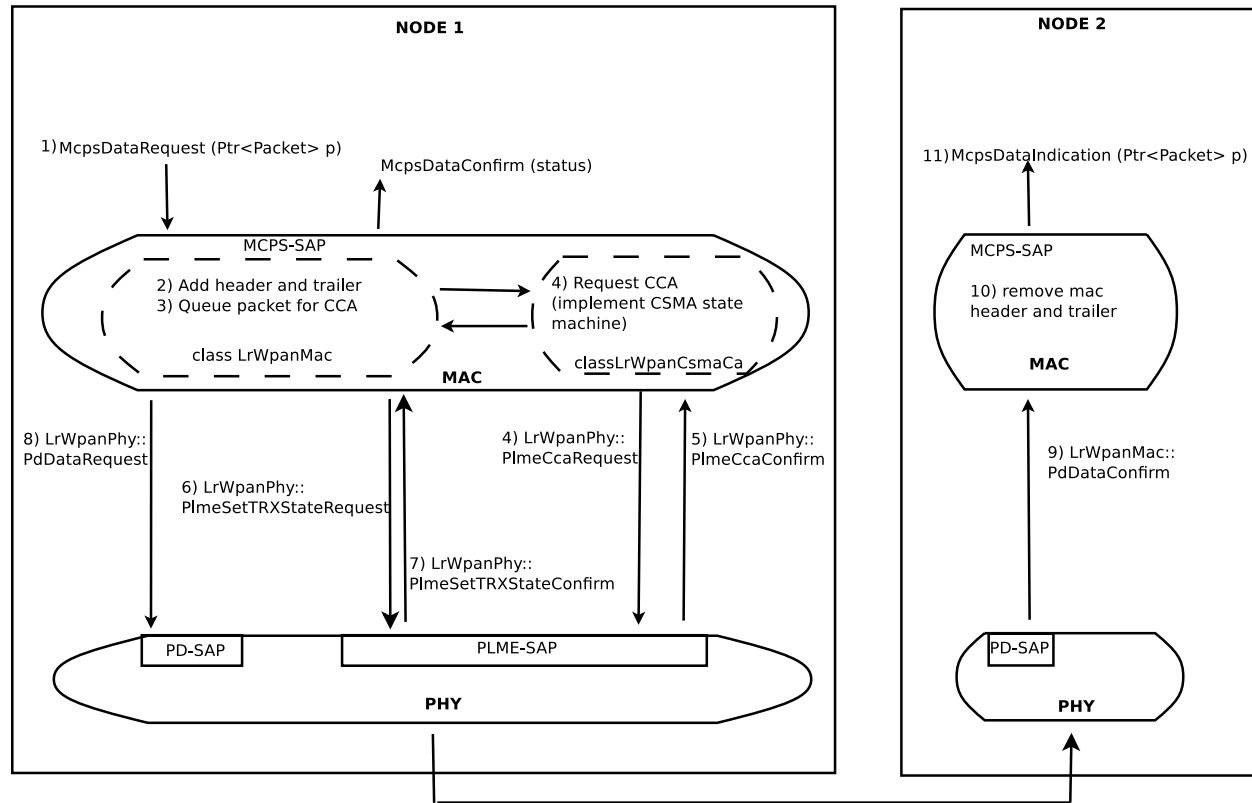 NODE 1
1) McpsDataRequest (Ptr<Packet> p)
McpsDataConfirm (status)
MCPS-SAP
2) Add header and trailer
3) Queue packet for CCA
class LrWpanMac
4) Request CCA
(implement CSMA state
machine)
classLrWpanCsmaCa
MAC
8) LrWpanPhy::
PdDataRequest
6) LrWpanPhy::
PlmeSetTRXStateRequest
7) LrWpanPhy::
PlmeSetTRXStateConfirm
4) LrWpanPhy::
PlmeCcaRequest
5) LrWpanPhy::
PlmeCcaConfirm
PD-SAP
PLME-SAP
PHY
NODE 2
11) McpsDataIndication (Ptr<Packet> p)
MCPS-SAP
10) remove mac
header and trailer
MAC
9) LrWpanMac::
PdDataConfirm
PD-SAP
PHY